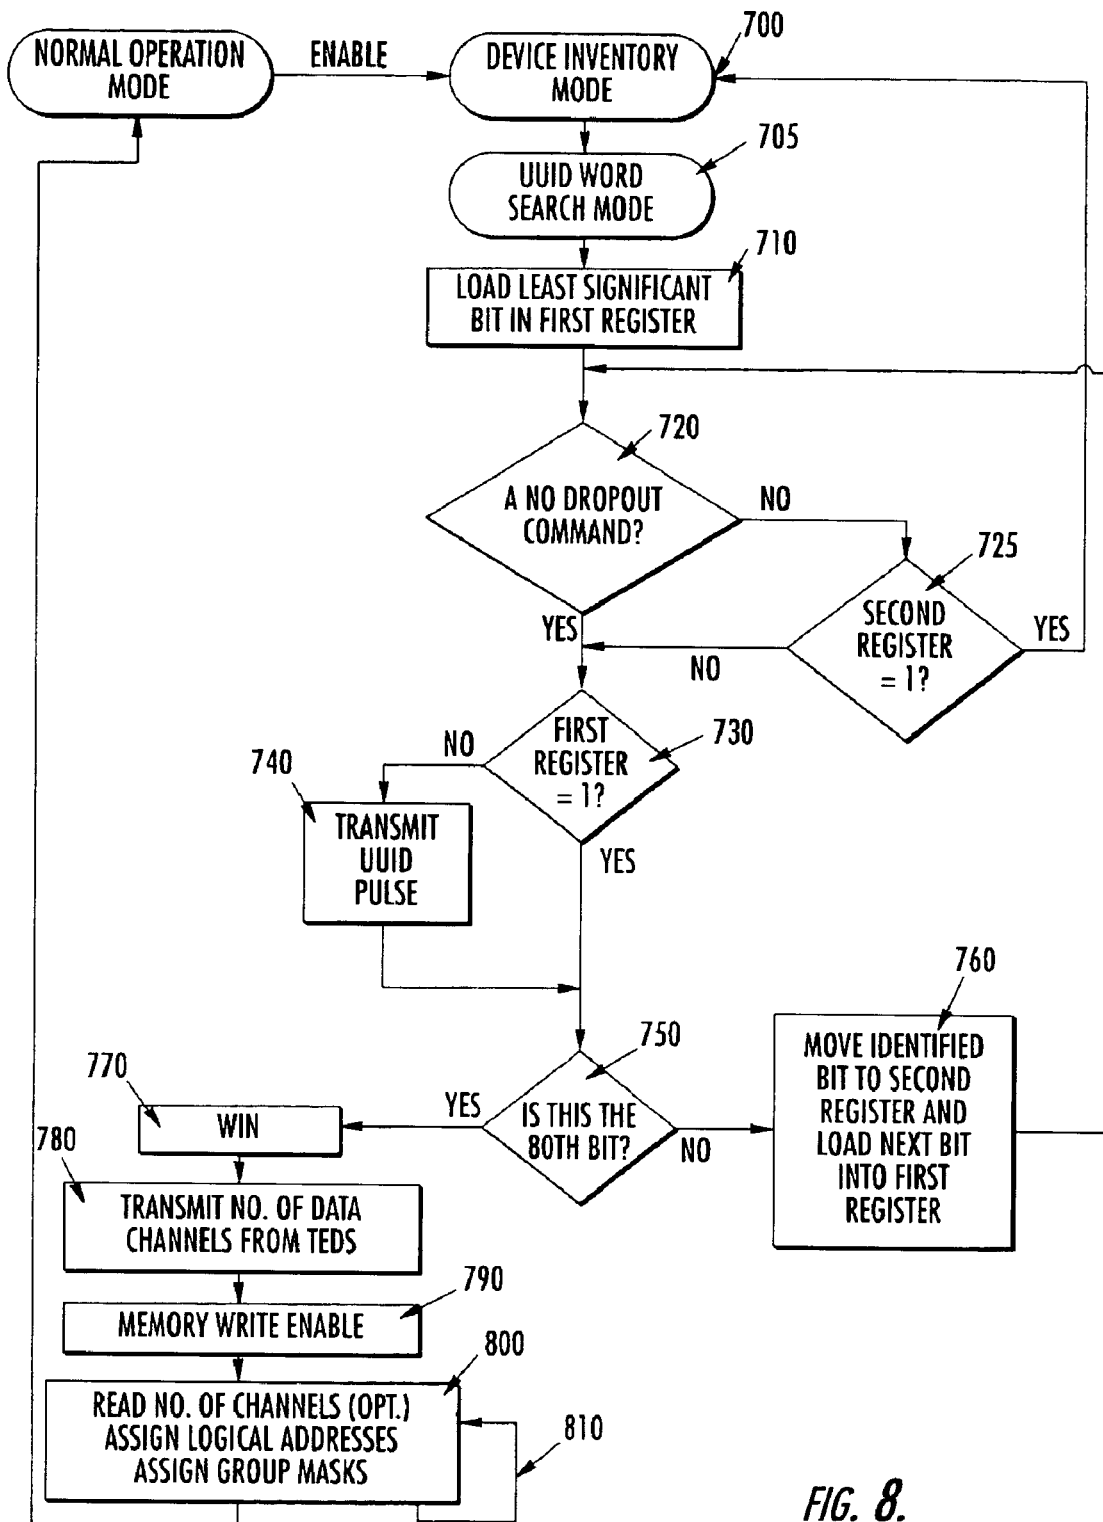 700
NORMAL OPERATION
MODE
ENABLE
DEVICE INVENTORY
MODE
705
UUID WORD
SEARCH MODE
710
LOAD LEAST SIGNIFICANT
BIT IN FIRST REGISTER
720
A NO DROPOUT
COMMAND?
NO
725
YES
SECOND
REGISTER
= 1?
YES
NO
730
FIRST
REGISTER
= 1?
NO
740
TRANSMIT
UUID
PULSE
YES
760
750
MOVE IDENTIFIED
BIT TO SECOND
REGISTER AND
LOAD NEXT BIT
INTO FIRST
REGISTER
IS THIS THE
80TH BIT?
YES
NO
770
WIN
780
TRANSMIT NO. OF DATA
CHANNELS FROM TEDS
790
MEMORY WRITE ENABLE
800
READ NO. OF CHANNELS (OPT.)
ASSIGN LOGICAL ADDRESSES
ASSIGN GROUP MASKS
810
FIG. 8.